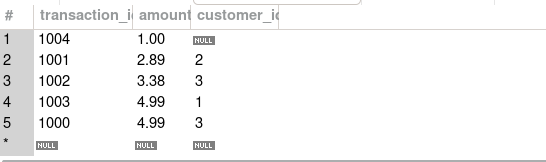 # transaction_i amount customer_i
1 1004 1.00 NULL
2 1001 2.89 2
3 1002 3.38 3
4 1003 4.99 1
5 1000 4.99 3
* NULL NULL NULL